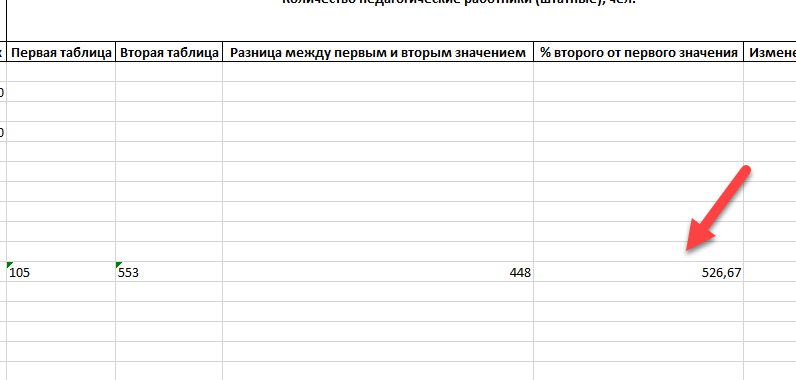 Количество педагогические работники (штатные), чел.
Первая таблица Вторая таблица Разница между первым и вторым значением % второго от первого значения Измене
0
0
105 553 448 526,67